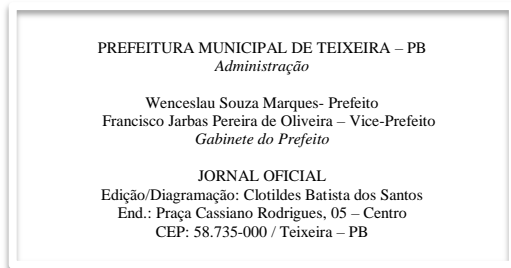 PREFEITURA MUNICIPAL DE TEIXEIRA – PB
Administração
Wenceslau Souza Marques- Prefeito
Francisco Jarbas Pereira de Oliveira – Vice-Prefeito
Gabinete do Prefeito
JORNAL OFICIAL
Edição/Diagramação: Clotildes Batista dos Santos
End.: Praça Cassiano Rodrigues, 05 – Centro
CEP: 58.735-000 / Teixeira – PB